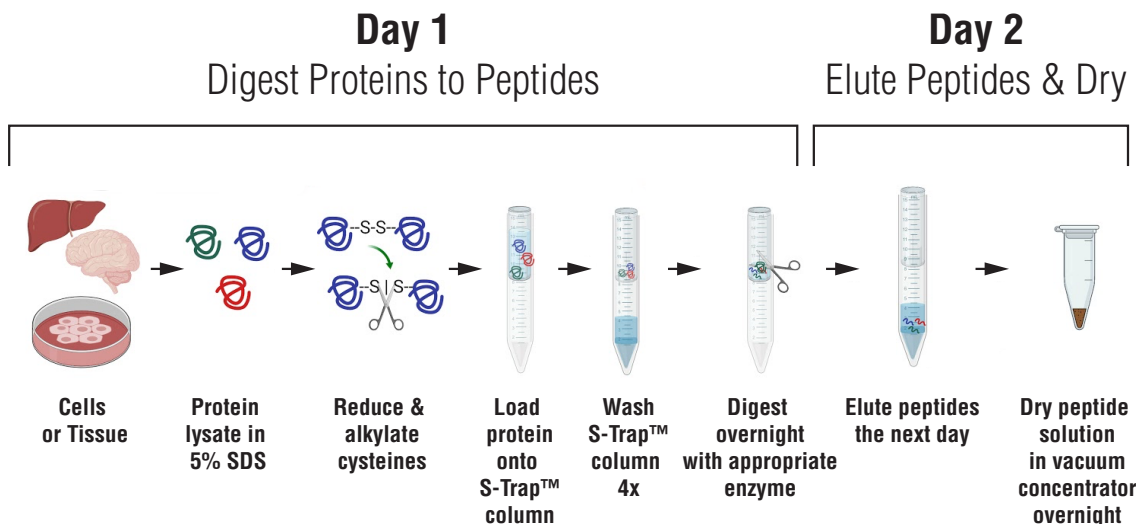 Day 1
Digest Proteins to Peptides
Day 2
Elute Peptides & Dry
--S-S--
--S|S--
Cells
or Tissue
Protein
lysate in
5% SDS
Reduce &
alkylate
cysteines
Load
protein
onto
S-Trap™
column
Wash
S-Trap™
column
4x
Digest
overnight
with appropriate
enzyme
Elute peptides
the next day
Dry peptide
solution
in vacuum
concentrator
overnight